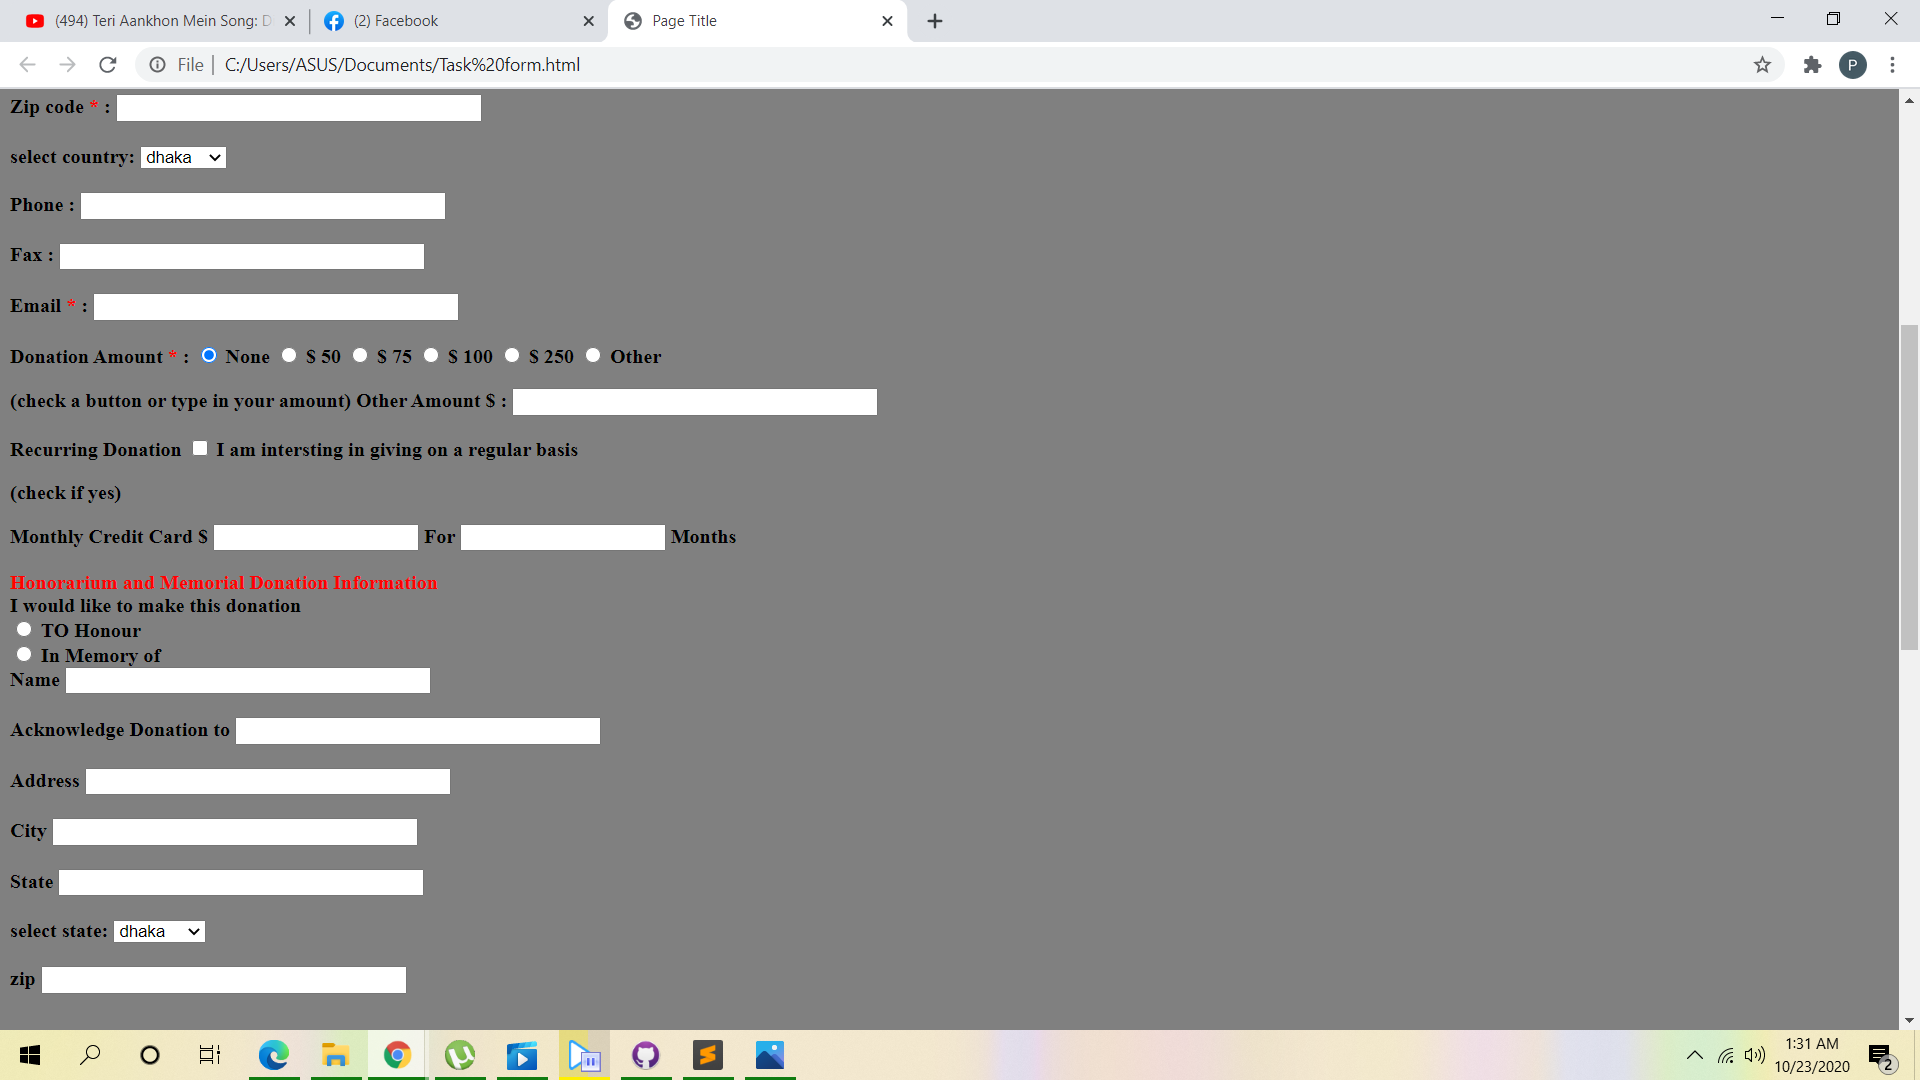 (494) Teri Aankhon Mein Song: D
(2) Facebook
Page Title
File | C:/Users/ASUS/Documents/Task%20form.html
P
Zip code * :
select country: dhaka
Phone :
Fax :
Email * :
Donation Amount * : None $ 50 $ 75 $ 100 $ 250 Other
(check a button or type in your amount) Other Amount $ :
Recurring Donation I am intersting in giving on a regular basis
(check if yes)
Monthly Credit Card $ For Months
Honorarium and Memorial Donation Information
I would like to make this donation
TO Honour
In Memory of
Name
Acknowledge Donation to
Address
City
State
select state: dhaka
zip
1:31 AM
10/23/2020
2